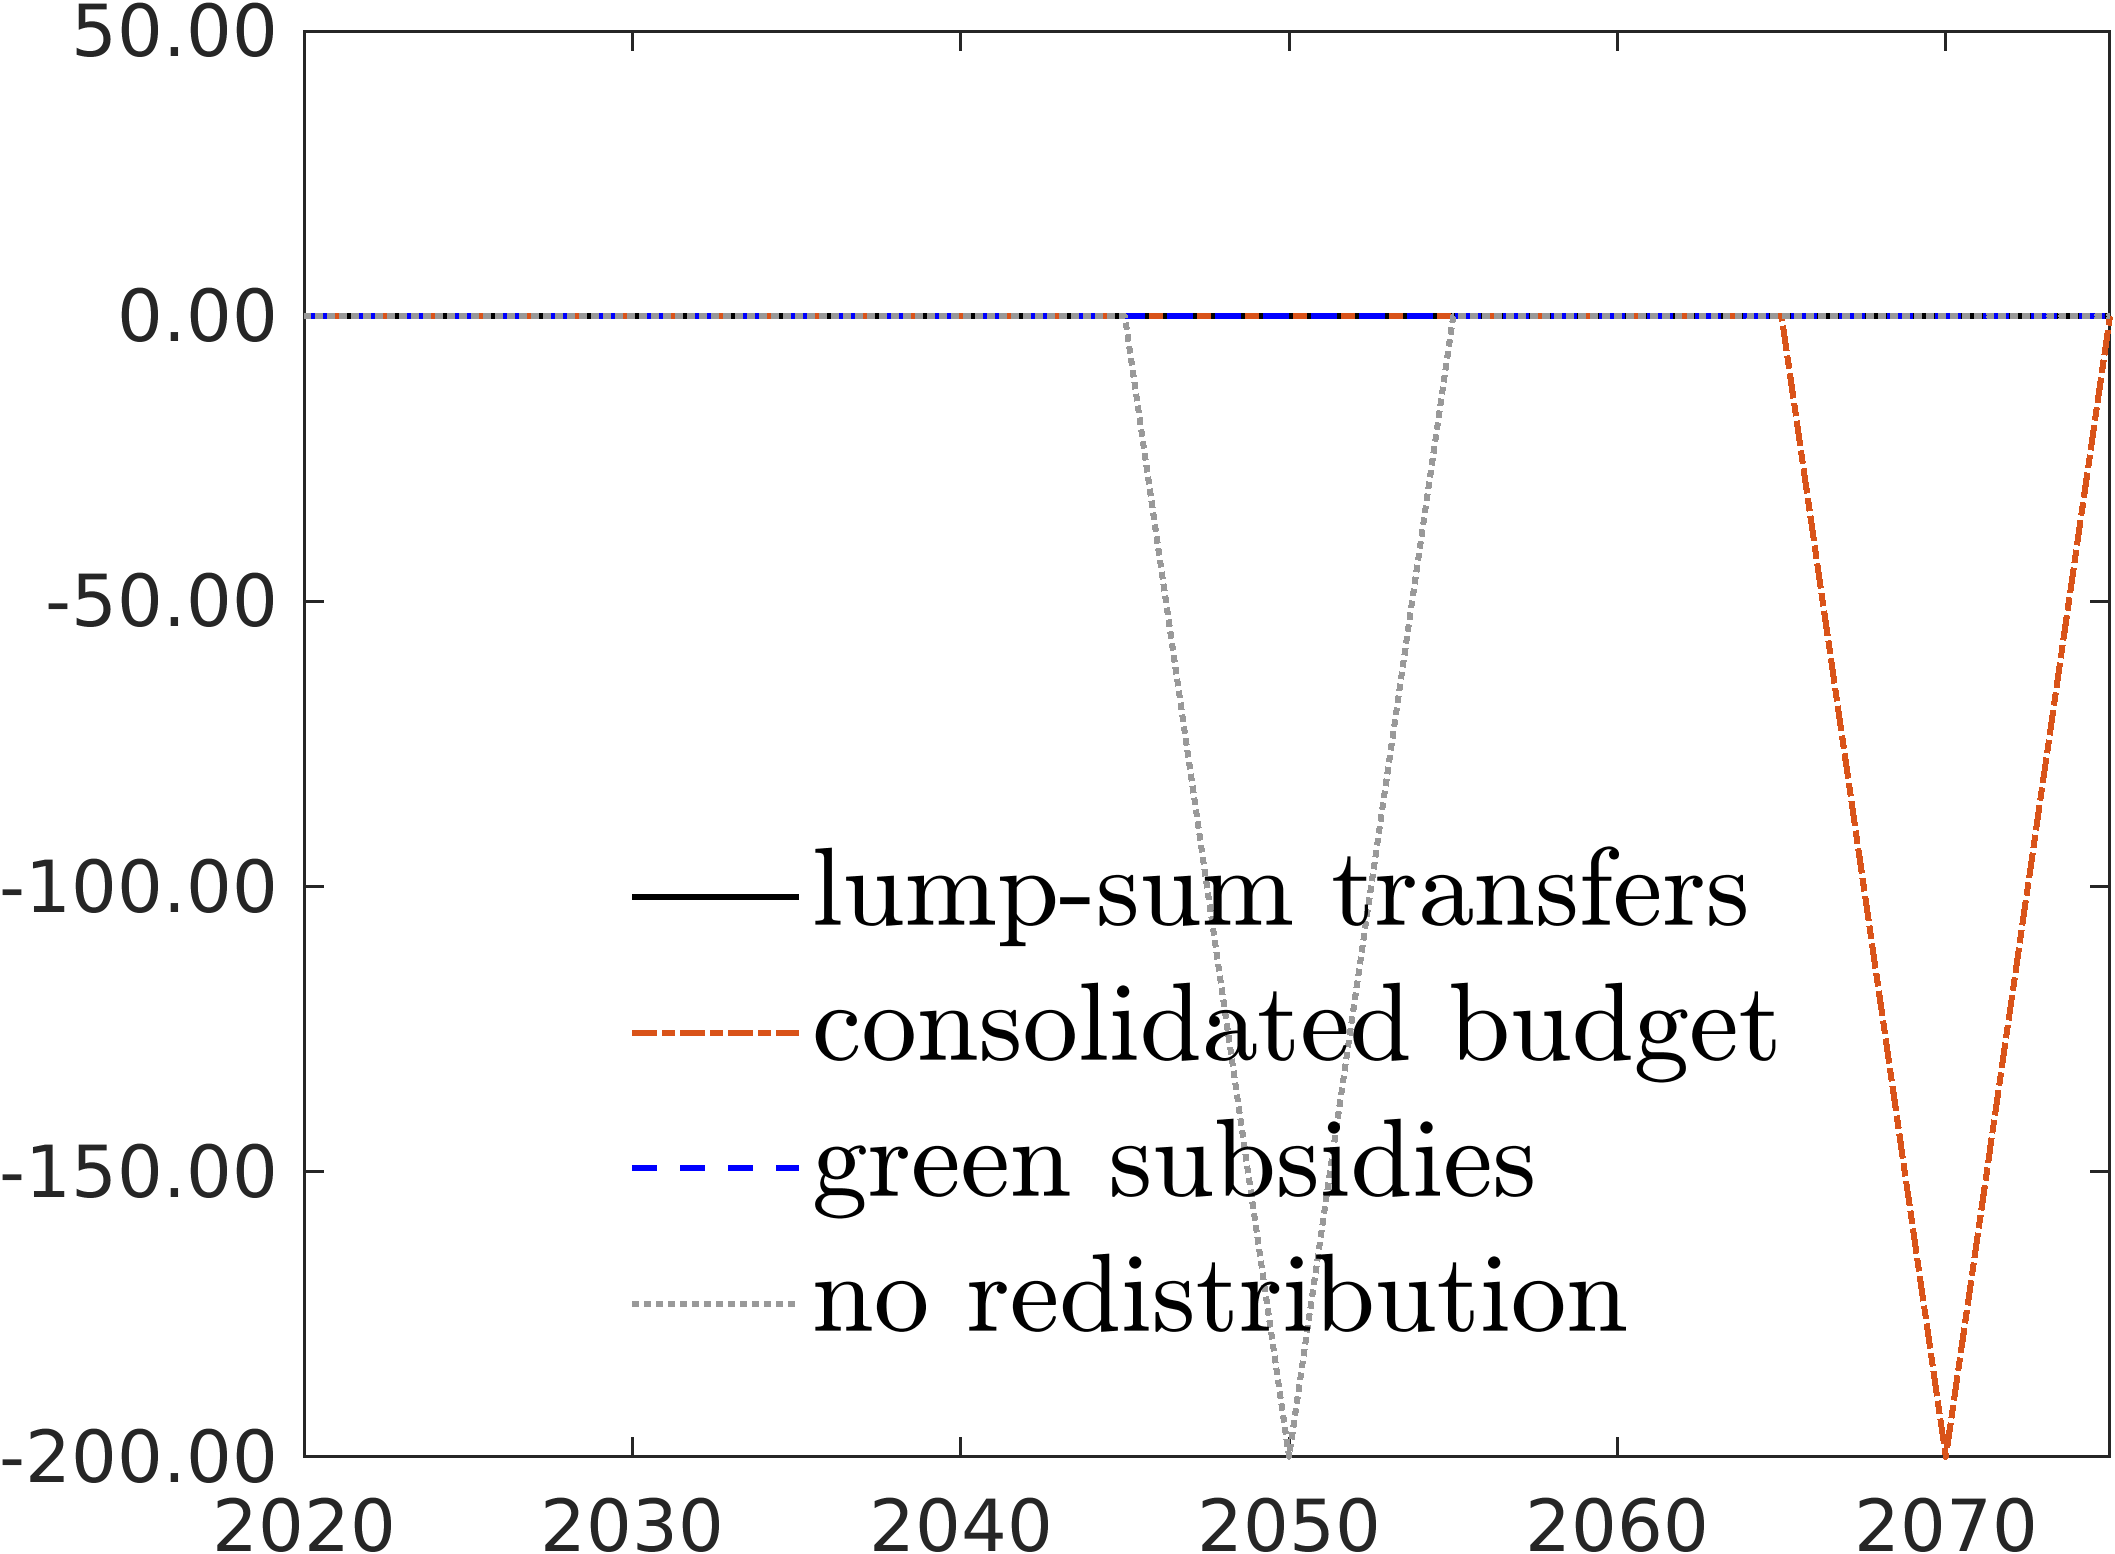 50.00
0.00
-50.00
-100.00
-150.00
-200.00
lump-sum transfers
consolidated budget
green subsidies
no redistribution
2020 2030 2040 2050 2060 2070